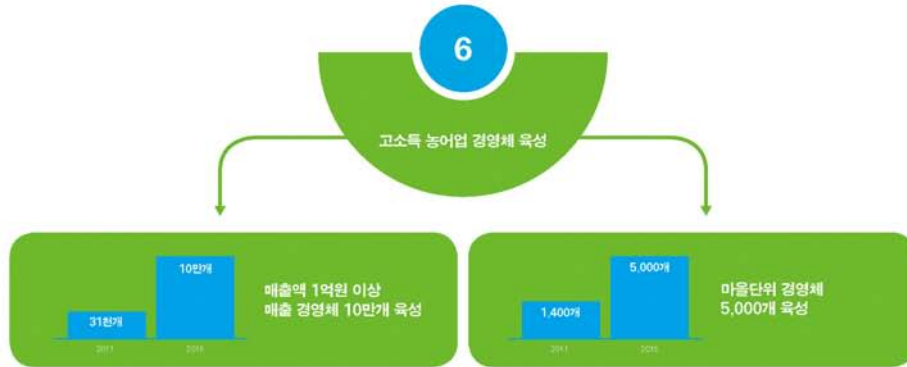 6
고소득 농어업 경영체 육성
10만개
31천개
매출액 1억원 이상
매출 경영체 10만개 육성
5,000개
1,400개
마을단위 경영체
5,000개 육성